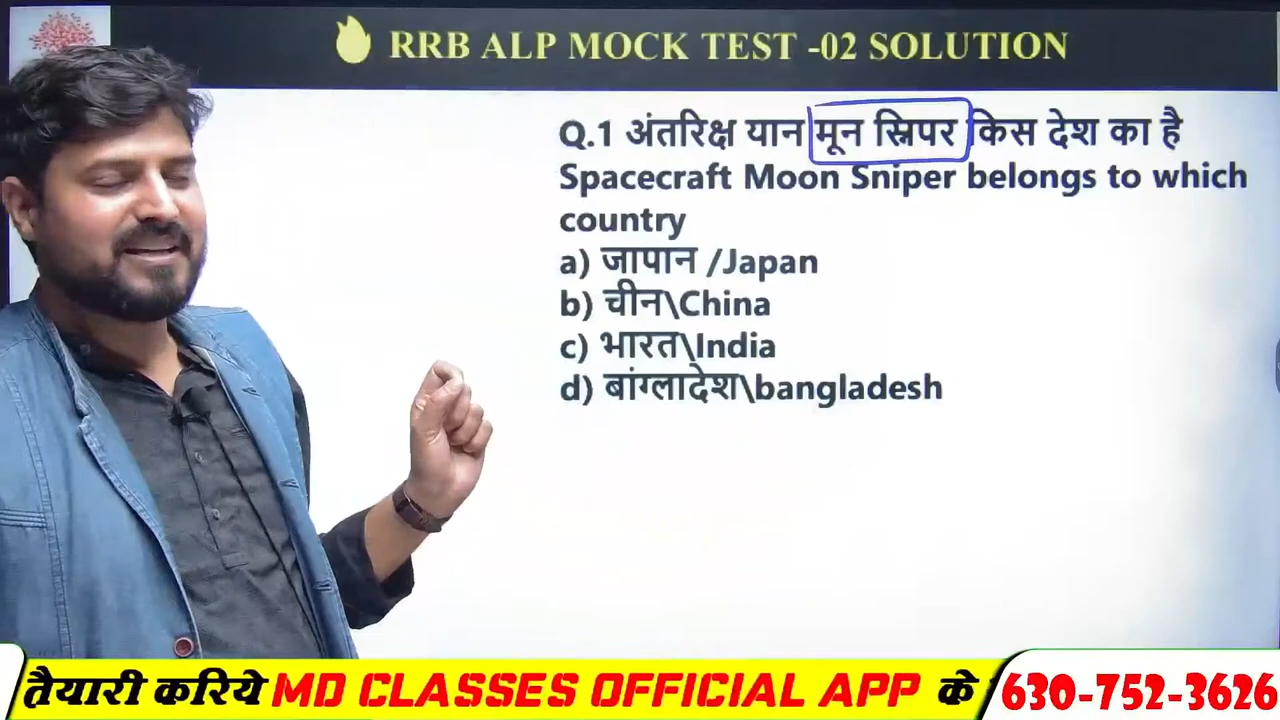 RRB ALP MOCK TEST -02 SOLUTION
Q.1 अंतरिक्ष यान मून स्निपर किस देश का है
Spacecraft Moon Sniper belongs to which
country
a) जापान /Japan
b) चीन\China
c) भारत\India
d) बांग्लादेश\bangladesh
तैयारी करिये MD CLASSES OFFICIAL APP के
630-752-3626